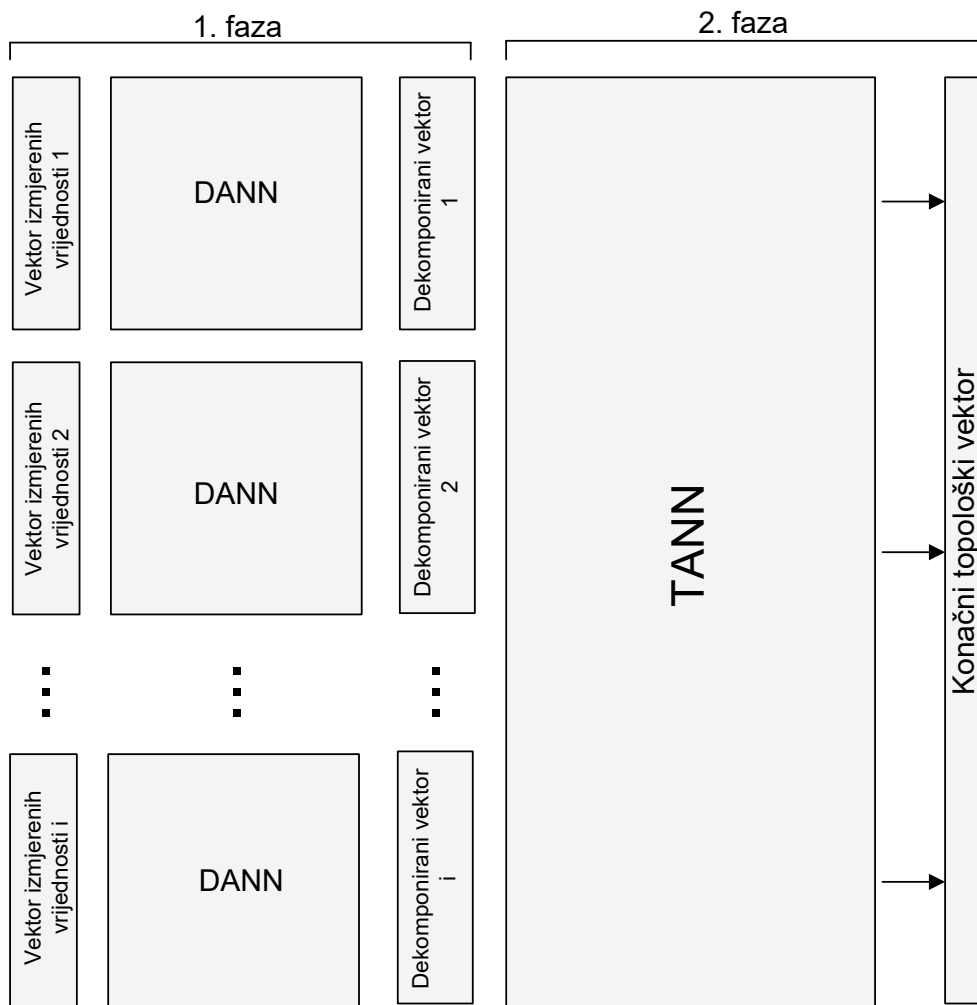 1. faza
2. faza
Vektor izmjerenih
vrijednosti 1
DANN
Dekomponirani vektor
1
Vektor izmjerenih
vrijednosti 2
DANN
Dekomponirani vektor
2
TANN
Konačni topološki vektor
Vektor izmjerenih
vrijednosti i
DANN
Dekomponirani vektor
i